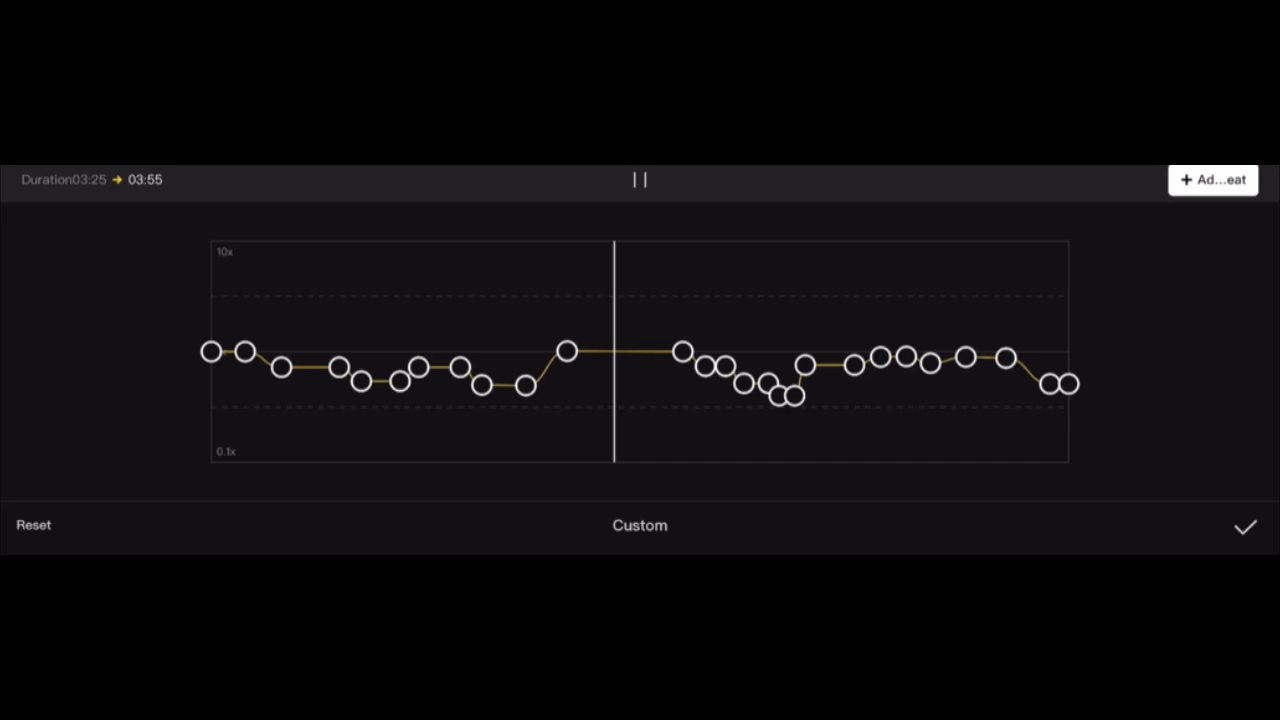 Duration03:25 → 03:55
+ Ad...eat
10x
0.1x
Reset
Custom